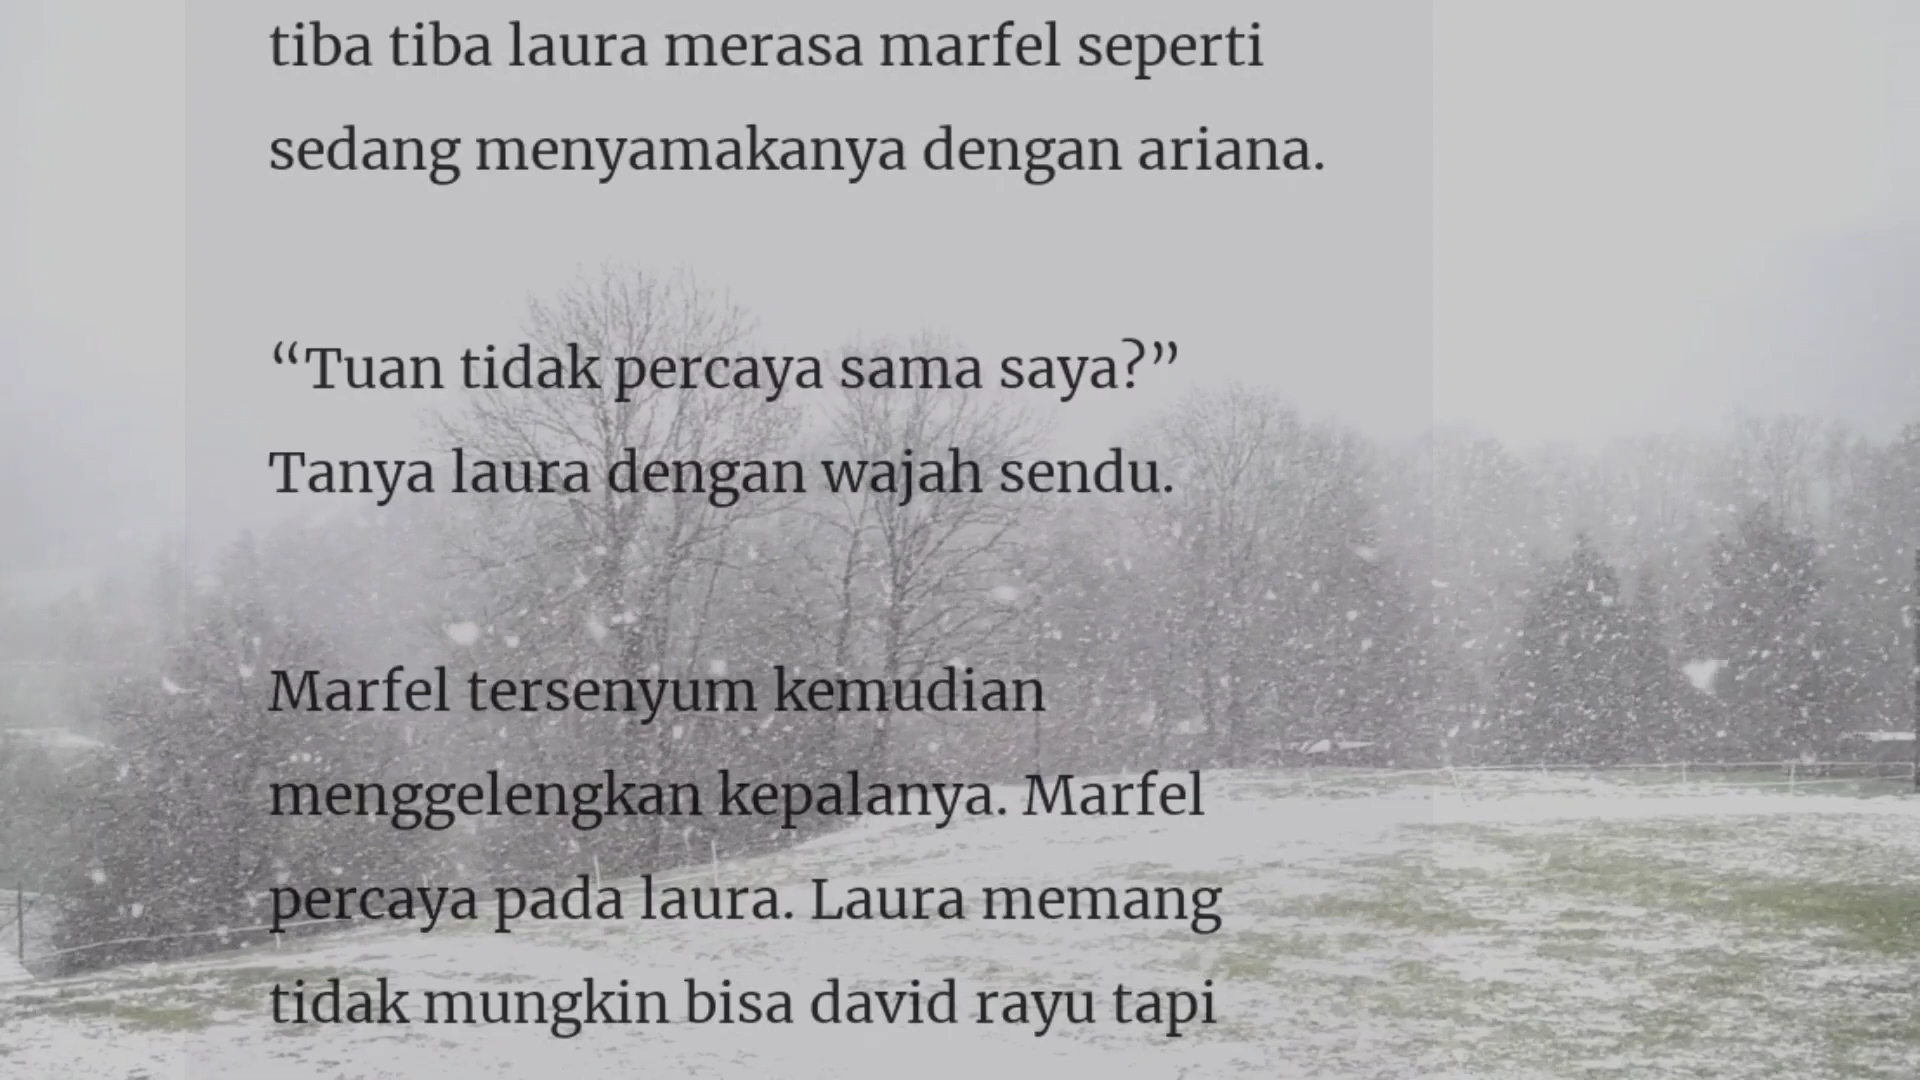 tiba tiba laura merasa marfel seperti
sedang menyamakanya dengan ariana.
“Tuan tidak percaya sama saya?”
Tanya laura dengan wajah sendu.
Marfel tersenyum kemudian
menggelengkan kepalanya. Marfel
percaya pada laura. Laura memang
tidak mungkin bisa david rayu tapi